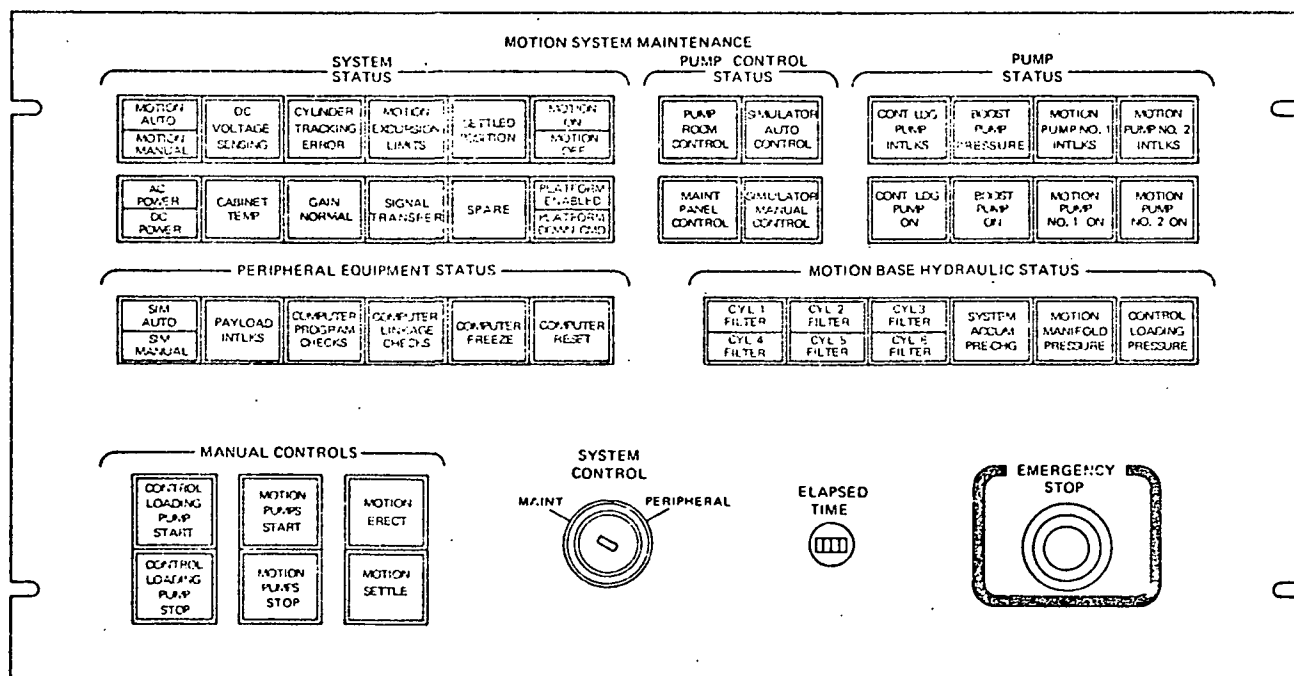 MOTION SYSTEM MAINTENANCE
SYSTEM
STATUS
PUMP CONTROL
STATUS
PUMP
STATUS
MOTION
AUTO
MOTION
MANUAL
DC
VOLTAGE
SENSING
CYLINDER
TRACKING
ERROR
MOTION
EXCURSION
LIMITS
SETTLED
POSITION
MOTION
ON
MOTION
OFF
PUMP
ROOM
CONTROL
SIMULATOR
AUTO
CONTROL
CONT LDG
PUMP
INTLKS
BOOST
PUMP
PRESSURE
MOTION
PUMP NO. 1
INTLKS
MOTION
PUMP NO. 2
INTLKS
AC
POWER
DC
POWER
CABINET
TEMP
GAIN
NORMAL
SIGNAL
TRANSFER
SPARE
PLATFORM
ENABLED
PLATFORM
DOWN CMD
MAINT
PANEL
CONTROL
SIMULATOR
MANUAL
CONTROL
CONT LDG
PUMP
ON
BOOST
PUMP
ON
MOTION
PUMP
NO. 1 ON
MOTION
PUMP
NO. 2 ON
PERIPHERAL EQUIPMENT STATUS
MOTION BASE HYDRAULIC STATUS
SIM
AUTO
SIM
MANUAL
PAYLOAD
INTLKS
COMPUTER
PROGRAM
CHECKS
COMPUTER
LINKAGE
CHECKS
COMPUTER
FREEZE
COMPUTER
RESET
CYL 1
FILTER
CYL 4
FILTER
CYL 2
FILTER
CYL 5
FILTER
CYL 3
FILTER
CYL 6
FILTER
SYSTEM
ACCUM
PRE-CHG
MOTION
MANIFOLD
PRESSURE
CONTROL
LOADING
PRESSURE
MANUAL CONTROLS
CONTROL
LOADING
PUMP
START
MOTION
PUMPS
START
MOTION
ERECT
CONTROL
LOADING
PUMP
STOP
MOTION
PUMPS
STOP
MOTION
SETTLE
SYSTEM
CONTROL
MAINT
PERIPHERAL
ELAPSED
TIME
EMERGENCY
STOP